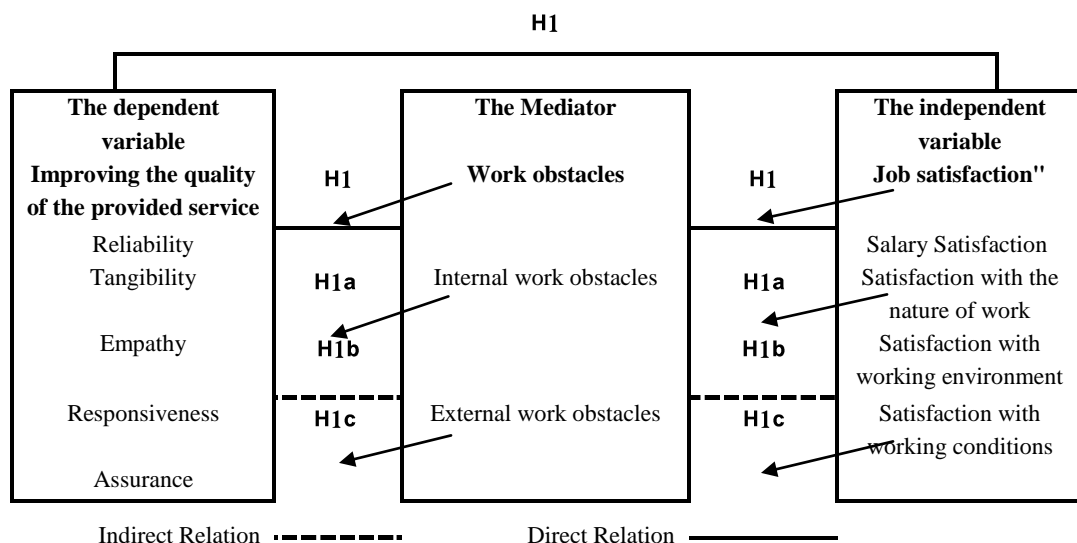 H1
The dependent
variable
Improving the quality
of the provided service
Reliability
Tangibility
Empathy
Responsiveness
Assurance
H1
H1a
H1b
H1c
The Mediator
Work obstacles
Internal work obstacles
External work obstacles
H1
H1a
H1b
H1c
The independent
variable
Job satisfaction"
Salary Satisfaction
Satisfaction with the
nature of work
Satisfaction with
working environment
Satisfaction with
working conditions
Indirect Relation
Direct Relation